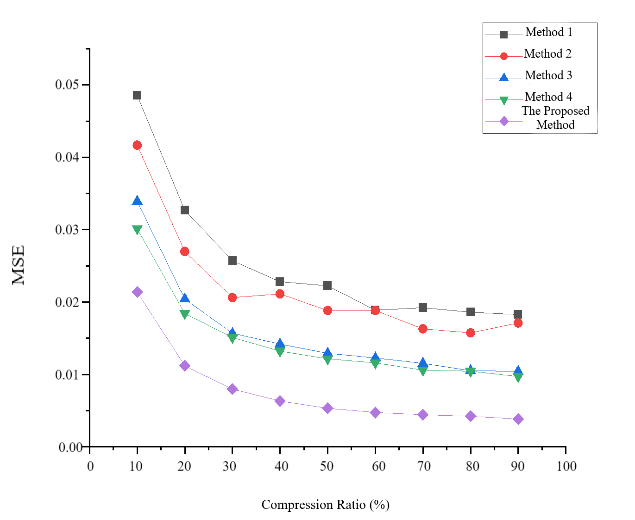 Method 1
Method 2
Method 3
Method 4
The Proposed
Method
0.05
0.04
0.03
0.02
0.01
0.00
MSE
0 10 20 30 40 50 60 70 80 90 100
Compression Ratio (%)